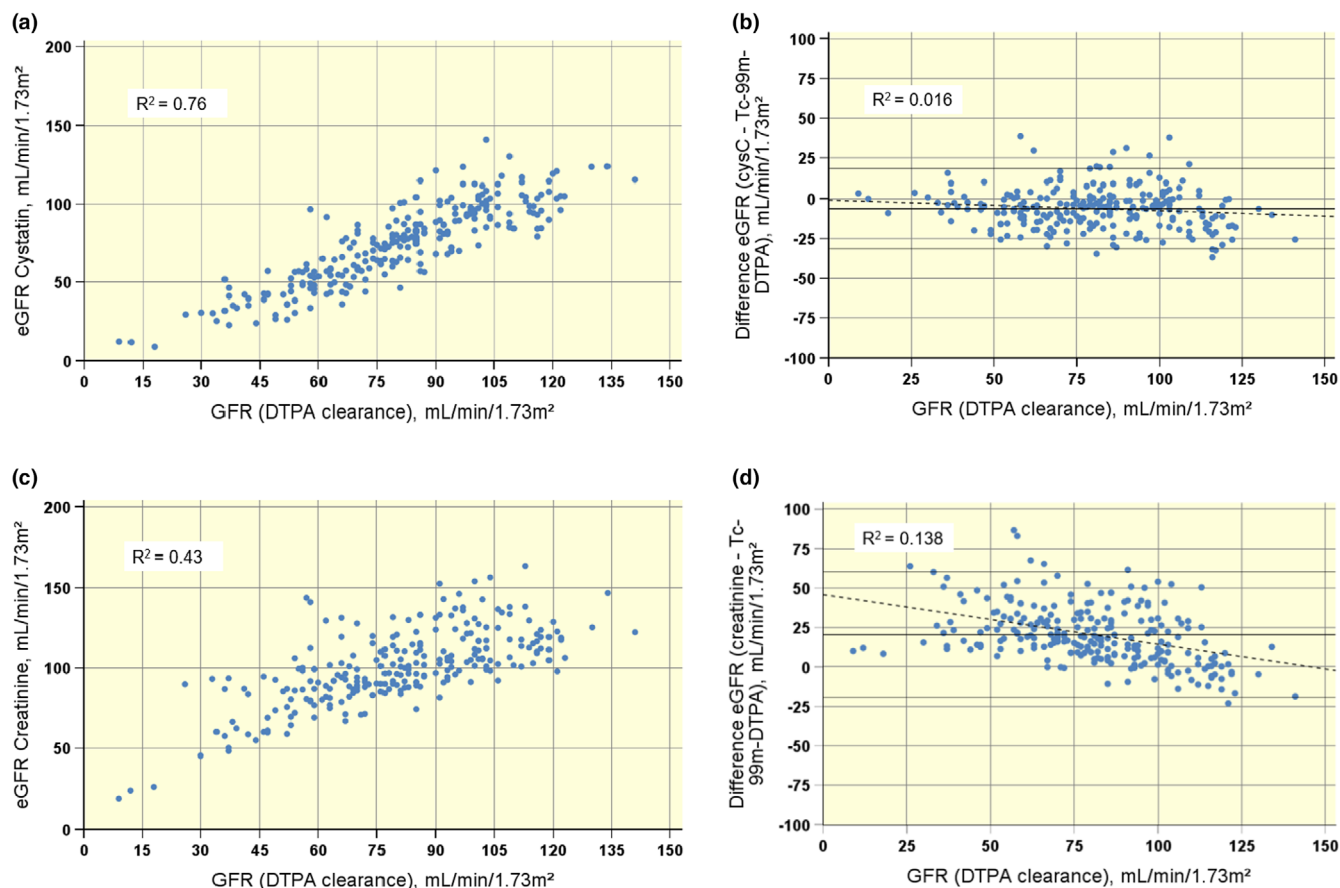 (a)
eGFR Cystatin, mL/min/1.73m²
200
150
100
50
0
R² = 0.76
0 15 30 45 60 75 90 105 120 135 150
GFR (DTPA clearance), mL/min/1.73m²
(b)
Difference eGFR (cysC - Tc-99m-
DTPA), mL/min/1.73m²
100
75
50
25
0
-25
-50
-75
-100
R² = 0.016
0 25 50 75 100 125 150
GFR (DTPA clearance), mL/min/1.73m²
(c)
eGFR Creatinine, mL/min/1.73m²
200
150
100
50
0
R² = 0.43
0 15 30 45 60 75 90 105 120 135 150
GFR (DTPA clearance), mL/min/1.73m²
(d)
Difference eGFR (creatinine - Tc-
99m-DTPA), mL/min/1.73m²
100
75
50
25
0
-25
-50
-75
-100
R² = 0.138
0 25 50 75 100 125 150
GFR (DTPA clearance), mL/min/1.73m²